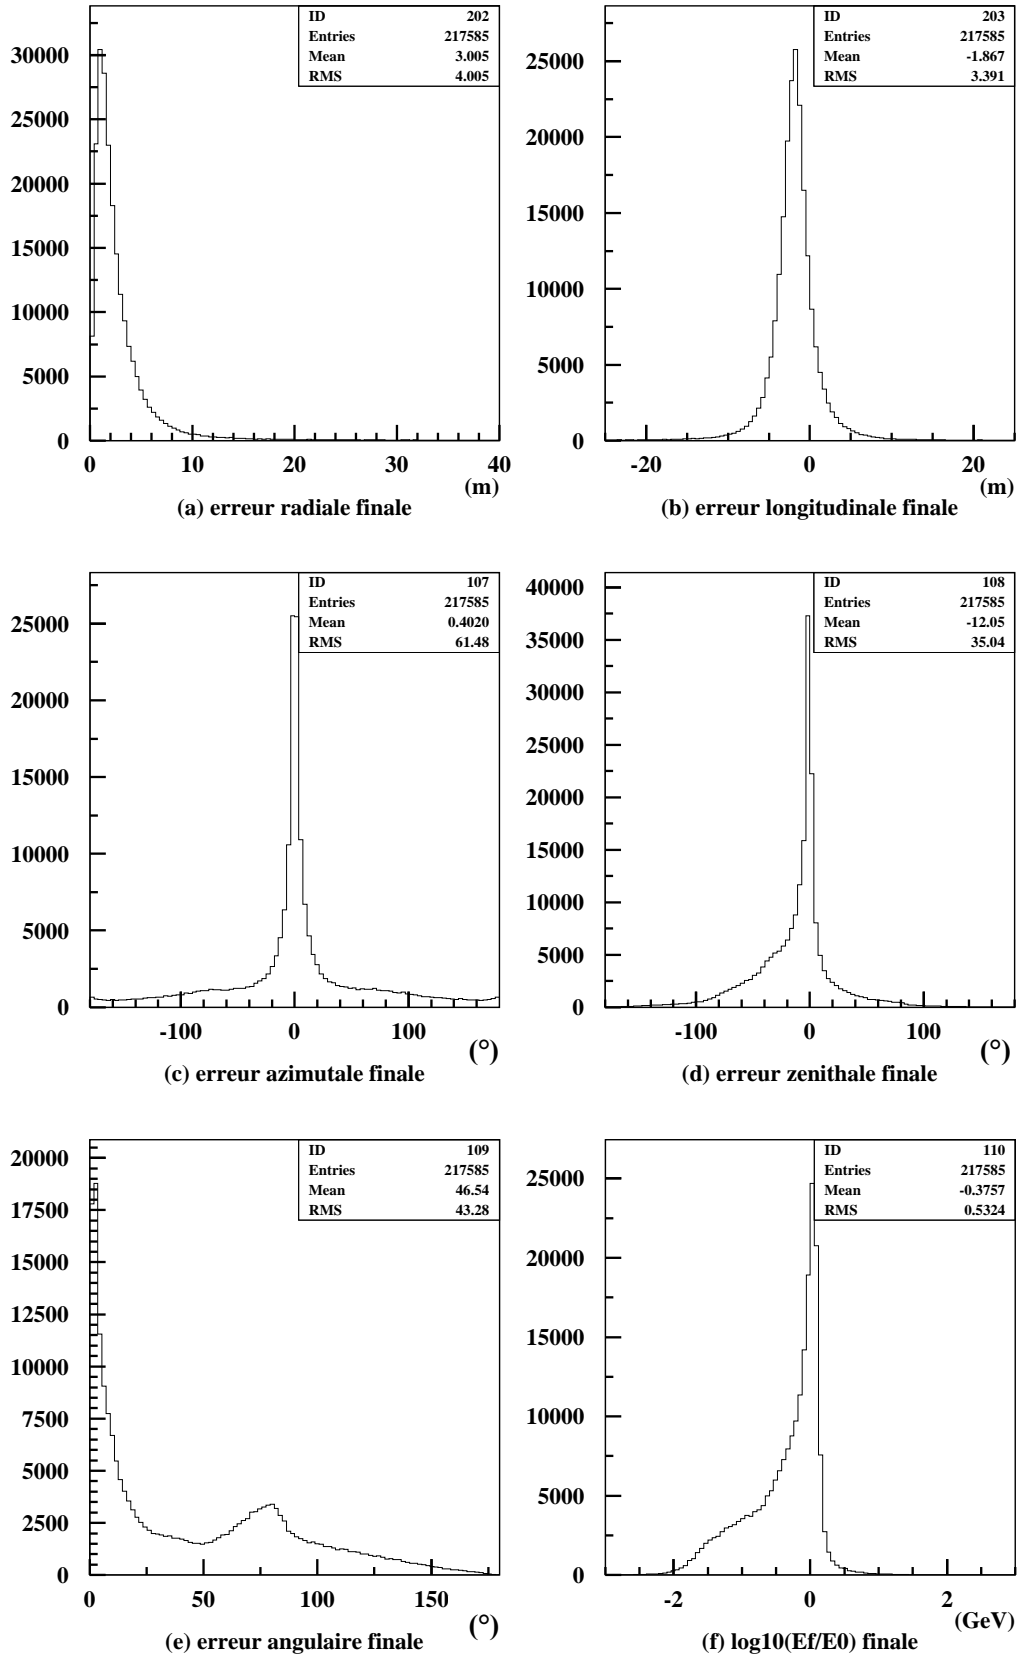 ID 202
Entries 217585
Mean 3.005
RMS 4.005
30000
25000
20000
15000
10000
5000
0
0 10 20 30 40
(m)
(a) erreur radiale finale
ID 203
Entries 217585
Mean -1.867
RMS 3.391
25000
20000
15000
10000
5000
0
-20 0 20
(m)
(b) erreur longitudinale finale
ID 107
Entries 217585
Mean 0.4020
RMS 61.48
25000
20000
15000
10000
5000
0
-100 0 100
(°)
(c) erreur azimutale finale
ID 108
Entries 217585
Mean -12.05
RMS 35.04
40000
35000
30000
25000
20000
15000
10000
5000
0
-100 0 100
(°)
(d) erreur zenithale finale
ID 109
Entries 217585
Mean 46.54
RMS 43.28
20000
17500
15000
12500
10000
7500
5000
2500
0
0 50 100 150
(°)
(e) erreur angulaire finale
ID 110
Entries 217585
Mean -0.3757
RMS 0.5324
25000
20000
15000
10000
5000
0
-2 0 2
(GeV)
(f) log10(Ef/E0) finale